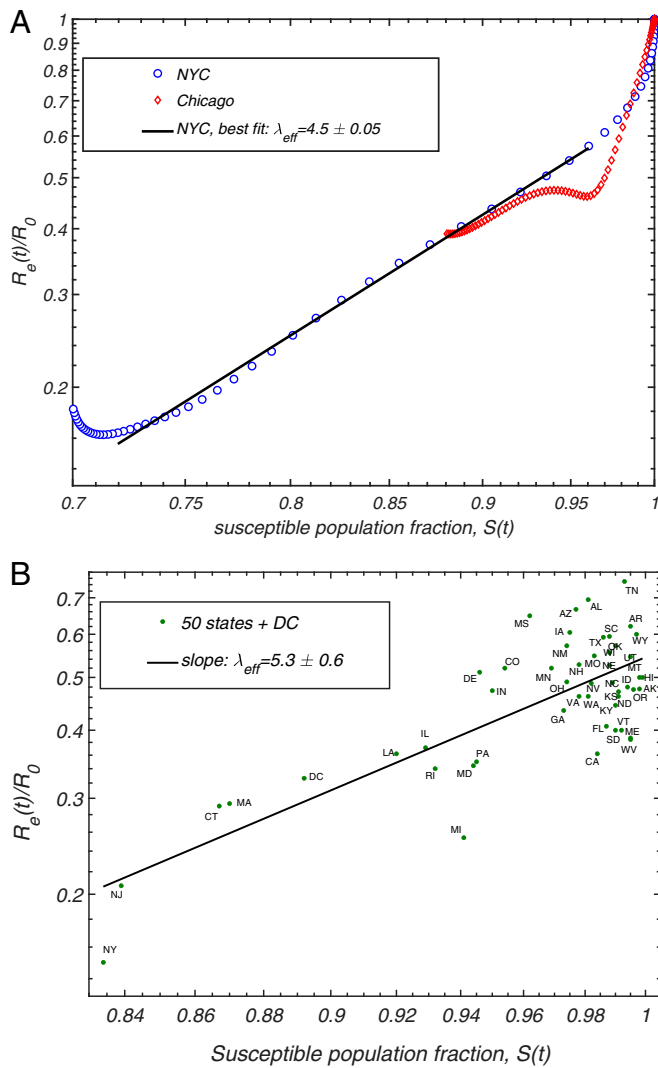 A
1
0.9
0.8
0.7
0.6
0.5
0.4
0.3
0.2
R_e(t)/R_0
NYC
Chicago
NYC, best fit: λ_eff=4.5 ± 0.05
0.7 0.75 0.8 0.85 0.9 0.95 1
susceptible population fraction, S(t)
B
0.7
0.6
0.5
0.4
0.3
0.2
R_e(t)/R_0
50 states + DC
slope: λ_eff=5.3 ± 0.6
TN
AL
AZ
MS
AR
SC
WY
IA
TX
OK
NM
WI
UT
MO
CO
NH
NE
MT
DE
MN
HI
ID
IN
OH
NV
NC
AK
VA
WA
KS
OR
KY
ND
GA
FL
VT
IL
SD
ME
LA
PA
WV
RI
MD
CA
DC
MA
CT
MI
NJ
NY
0.84 0.86 0.88 0.9 0.92 0.94 0.96 0.98 1
Susceptible population fraction, S(t)